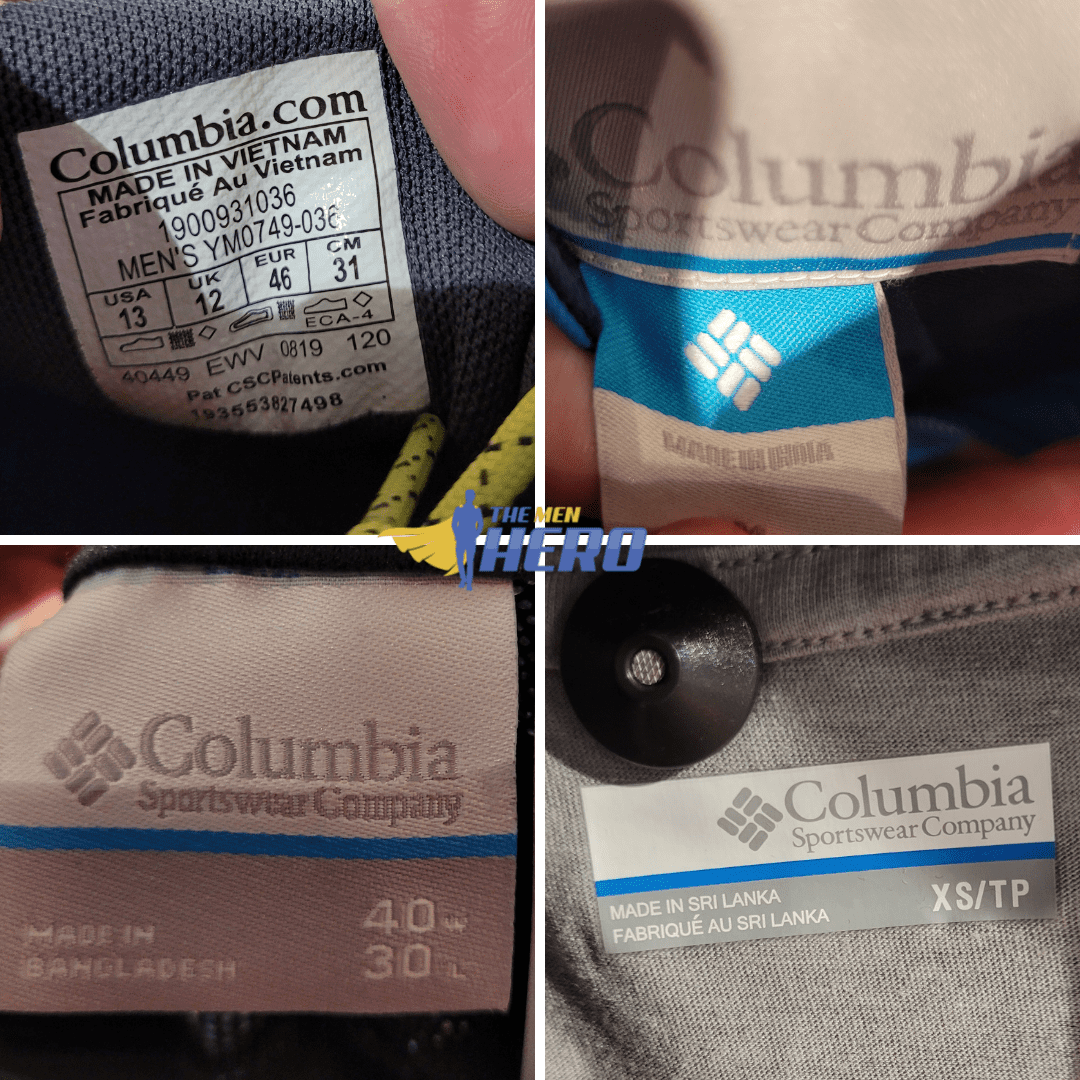 Columbia.com
MADE IN VIETNAM
Fabriqué Au Vietnam
1900931036
MEN'S YM0749-036
USA UK EUR CM
13 12 46 31
ECA-4
40449 EWV 0819 120
Pat CSCPatents.com
193553827498
Columbia
Sportswear Company
MADE IN INDIA
THE MEN
HERO
Columbia
Sportswear Company
40 W
30 L
MADE IN
BANGLADESH
Columbia
Sportswear Company
MADE IN SRI LANKA
FABRIQUÉ AU SRI LANKA
XS/TP